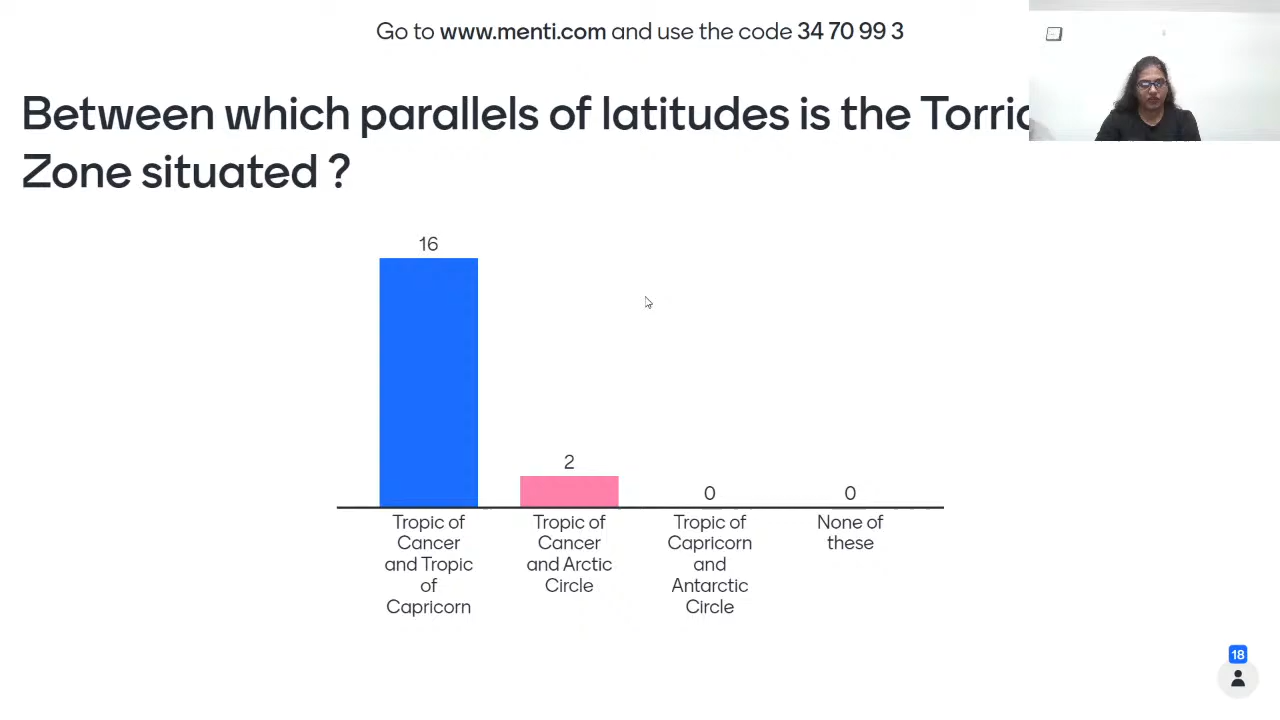 Go to www.menti.com and use the code 34 70 99 3
Between which parallels of latitudes is the
Zone situated ?
16
2
0
0
Tropic of
Cancer
and Tropic
of
Capricorn
Tropic of
Cancer
and Arctic
Circle
Tropic of
Capricorn
and
Antarctic
Circle
None of
these
18